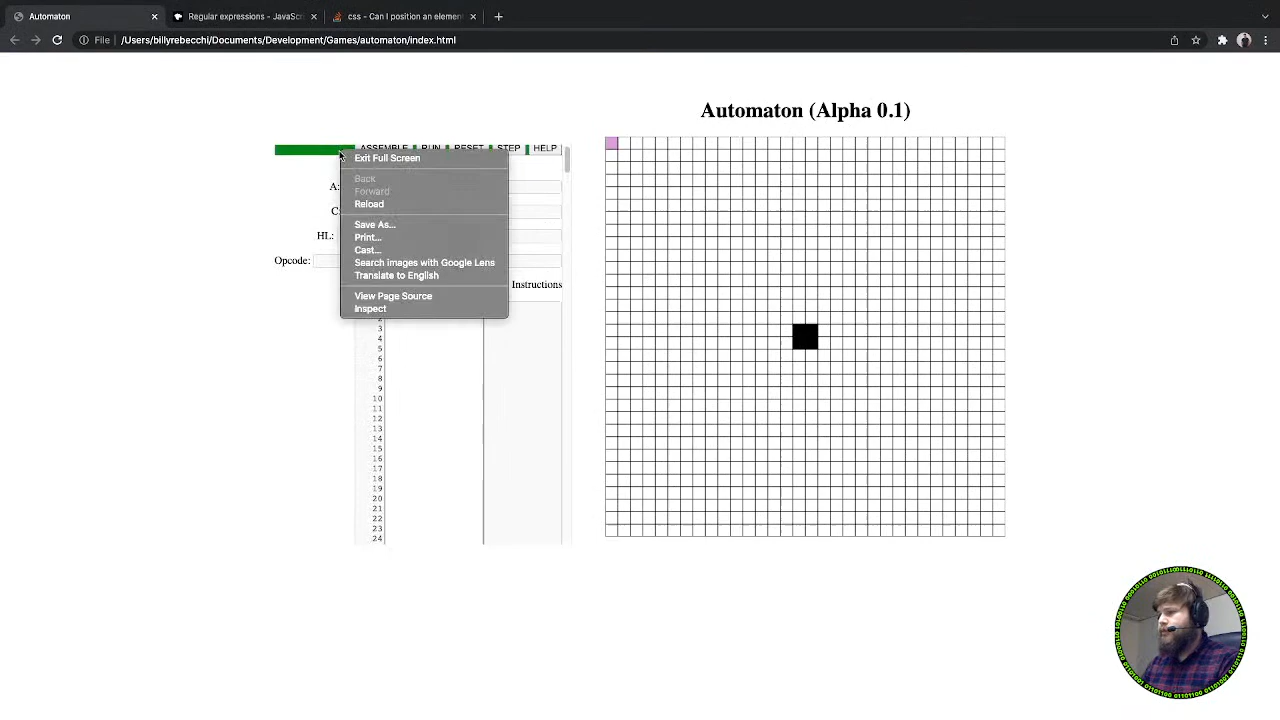 Automaton
Regular expressions - JavaSc
css - Can I position an elemen
File
/Users/billyrebecchi/Documents/Development/Games/automaton/index.html
Automaton (Alpha 0.1)
ASSEMBLE RUN RESET STEP HELP
Exit Full Screen
Back
Forward
Reload
Save As...
Print...
Cast...
Search images with Google Lens
Translate to English
View Page Source
Inspect
A:
C:
HL:
Opcode:
Instructions
2
3
4
5
6
7
8
9
10
11
12
13
14
15
16
17
18
19
20
21
22
23
24